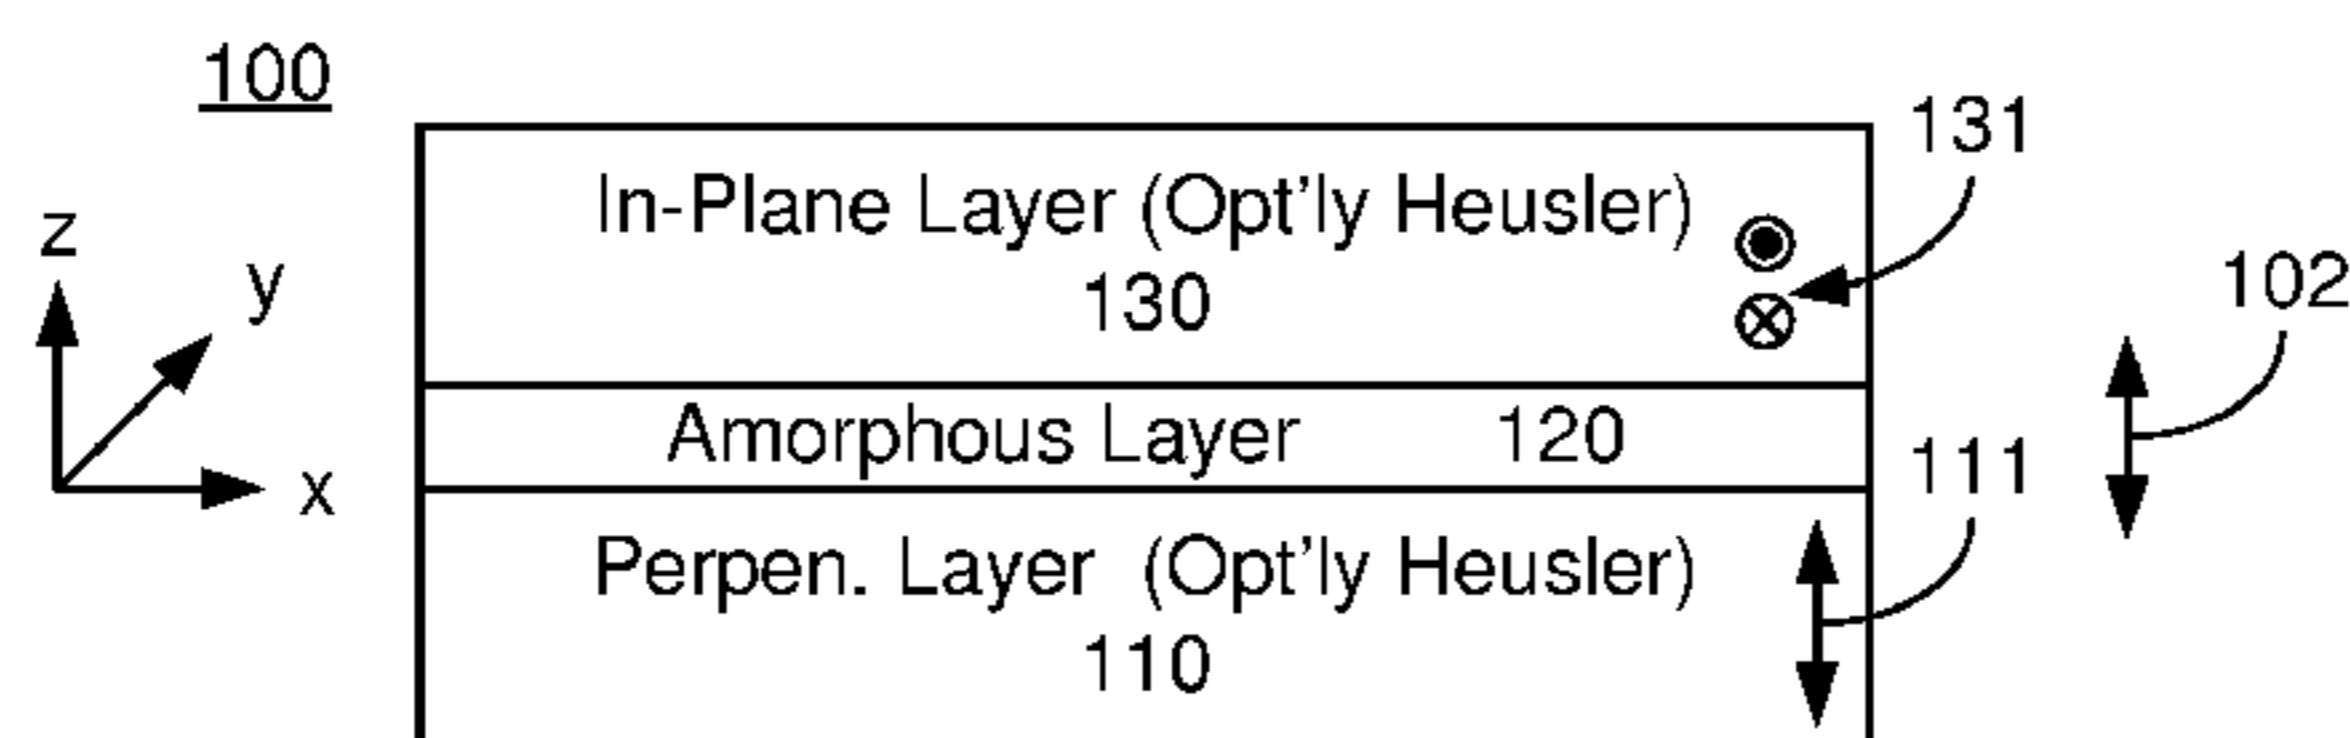 100
131
In-Plane Layer (Opt'ly Heusler)
130
z
y
102
Amorphous Layer 120
111
x
Perpen. Layer (Opt'ly Heusler)
110